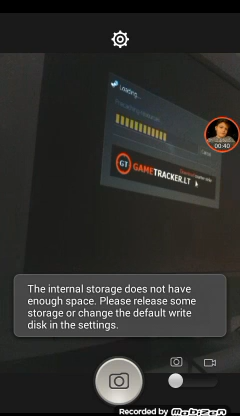 Loading...
00:40
GT GAMETRACKER.LT
The internal storage does not have
enough space. Please release some
storage or change the default write
disk in the settings.
Recorded by Mobizen